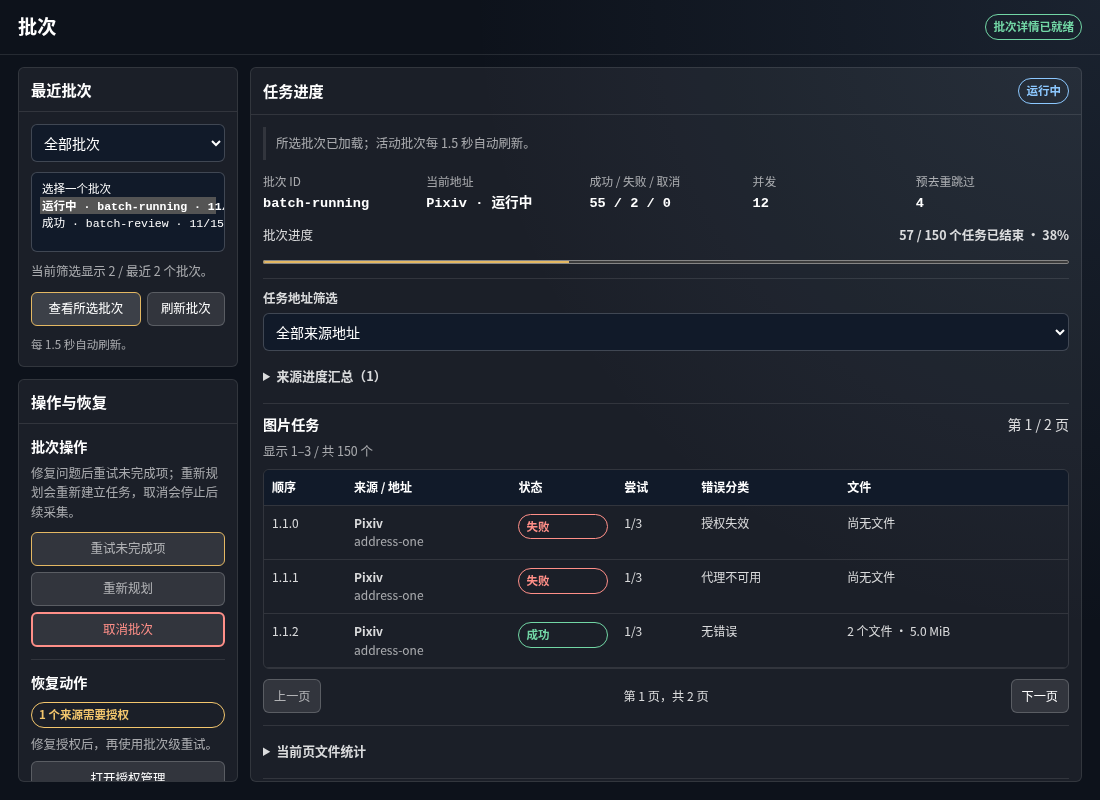 批次
批次详情已就绪
最近批次
全部批次
选择一个批次
运行中 · batch-running · 11/
成功 · batch-review · 11/15
当前筛选显示 2 / 最近 2 个批次。
查看所选批次
刷新批次
每 1.5 秒自动刷新。
操作与恢复
批次操作
修复问题后重试未完成项；重新规
划会重新建立任务，取消会停止后
续采集。
重试未完成项
重新规划
取消批次
恢复动作
1 个来源需要授权
修复授权后，再使用批次级重试。
打开授权管理
任务进度
运行中
所选批次已加载；活动批次每 1.5 秒自动刷新。
批次 ID
当前地址
成功 / 失败 / 取消
并发
预去重跳过
batch-running
Pixiv · 运行中
55 / 2 / 0
12
4
批次进度
57 / 150 个任务已结束 · 38%
任务地址筛选
全部来源地址
来源进度汇总（1）
图片任务
第 1 / 2 页
显示 1–3 / 共 150 个
顺序 来源 / 地址 状态 尝试 错误分类 文件
1.1.0 Pixiv 失败 1/3 授权失效 尚无文件
address-one
1.1.1 Pixiv 失败 1/3 代理不可用 尚无文件
address-one
1.1.2 Pixiv 成功 1/3 无错误 2 个文件 · 5.0 MiB
address-one
上一页
第 1 页，共 2 页
下一页
当前页文件统计